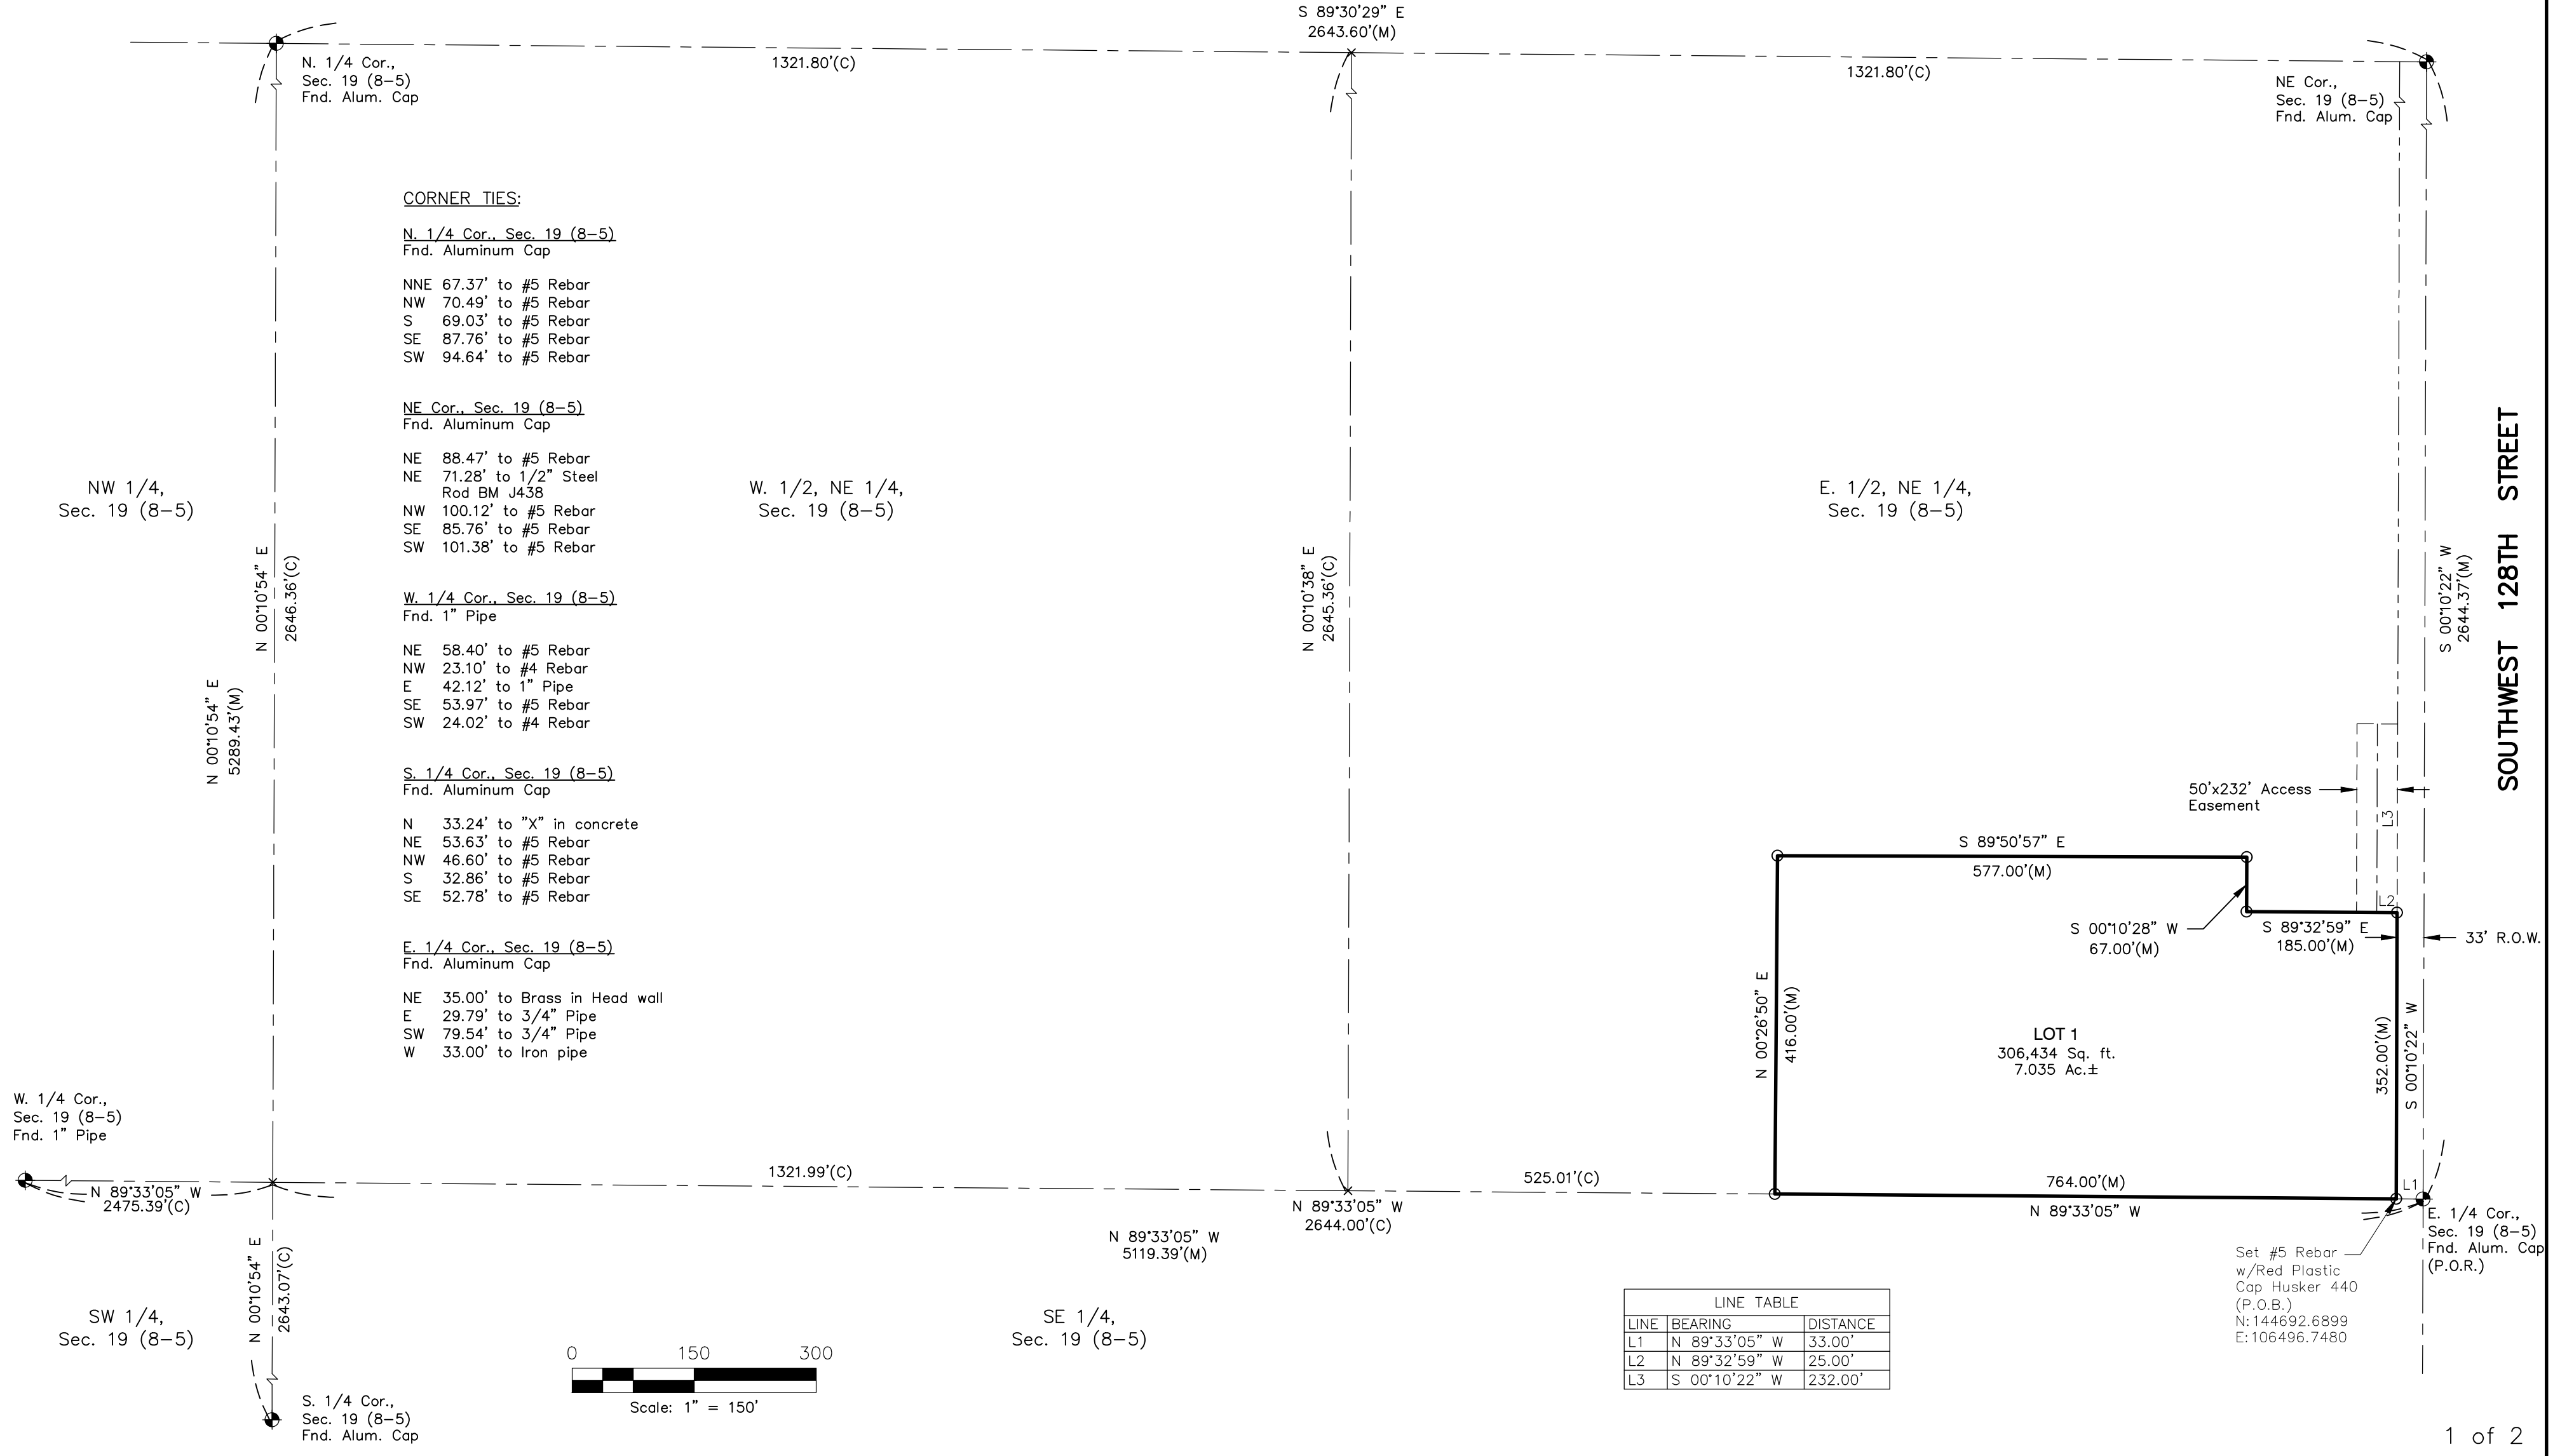 S 89°30'29" E
2643.60'(M)
1321.80'(C)
1321.80'(C)
N. 1/4 Cor.,
Sec. 19 (8-5)
Fnd. Alum. Cap
NE Cor.,
Sec. 19 (8-5)
Fnd. Alum. Cap
CORNER TIES:
N. 1/4 Cor., Sec. 19 (8-5)
Fnd. Aluminum Cap
NNE 67.37' to #5 Rebar
NW 70.49' to #5 Rebar
S 69.03' to #5 Rebar
SE 87.76' to #5 Rebar
SW 94.64' to #5 Rebar
NE Cor., Sec. 19 (8-5)
Fnd. Aluminum Cap
NE 88.47' to #5 Rebar
NE 71.28' to 1/2" Steel
Rod BM J438
NW 100.12' to #5 Rebar
SE 85.76' to #5 Rebar
SW 101.38' to #5 Rebar
W. 1/4 Cor., Sec. 19 (8-5)
Fnd. 1" Pipe
NE 58.40' to #5 Rebar
NW 23.10' to #4 Rebar
E 42.12' to 1" Pipe
SE 53.97' to #5 Rebar
SW 24.02' to #4 Rebar
S. 1/4 Cor., Sec. 19 (8-5)
Fnd. Aluminum Cap
N 33.24' to "X" in concrete
NE 53.63' to #5 Rebar
NW 46.60' to #5 Rebar
S 32.86' to #5 Rebar
SE 52.78' to #5 Rebar
E. 1/4 Cor., Sec. 19 (8-5)
Fnd. Aluminum Cap
NE 35.00' to Brass in Head wall
E 29.79' to 3/4" Pipe
SW 79.54' to 3/4" Pipe
W 33.00' to Iron pipe
NW 1/4,
Sec. 19 (8-5)
W. 1/2, NE 1/4,
Sec. 19 (8-5)
E. 1/2, NE 1/4,
Sec. 19 (8-5)
N 00°10'54" E
2646.36'(C)
N 00°10'54" E
5289.43'(M)
N 00°10'38" E
2645.36'(C)
S 00°10'22" W
2644.37'(M)
SOUTHWEST 128TH STREET
50'x232' Access
Easement
L3
S 89°50'57" E
577.00'(M)
L2
S 00°10'28" W
67.00'(M)
S 89°32'59" E
185.00'(M)
33' R.O.W.
N 00°26'50" E
416.00'(M)
LOT 1
306,434 Sq. ft.
7.035 Ac.±
352.00'(M)
S 00°10'22" W
W. 1/4 Cor.,
Sec. 19 (8-5)
Fnd. 1" Pipe
N 89°33'05" W
2475.39'(C)
1321.99'(C)
525.01'(C)
764.00'(M)
L1
N 89°33'05" W
N 89°33'05" W
2644.00'(C)
N 89°33'05" W
5119.39'(M)
E. 1/4 Cor.,
Sec. 19 (8-5)
Fnd. Alum. Cap
(P.O.R.)
Set #5 Rebar
w/Red Plastic
Cap Husker 440
(P.O.B.)
N:144692.6899
E:106496.7480
N 00°10'54" E
2643.07'(C)
SW 1/4,
Sec. 19 (8-5)
SE 1/4,
Sec. 19 (8-5)
LINE TABLE
LINE BEARING DISTANCE
L1 N 89°33'05" W 33.00'
L2 N 89°32'59" W 25.00'
L3 S 00°10'22" W 232.00'
0 150 300
Scale: 1" = 150'
S. 1/4 Cor.,
Sec. 19 (8-5)
Fnd. Alum. Cap
1 of 2